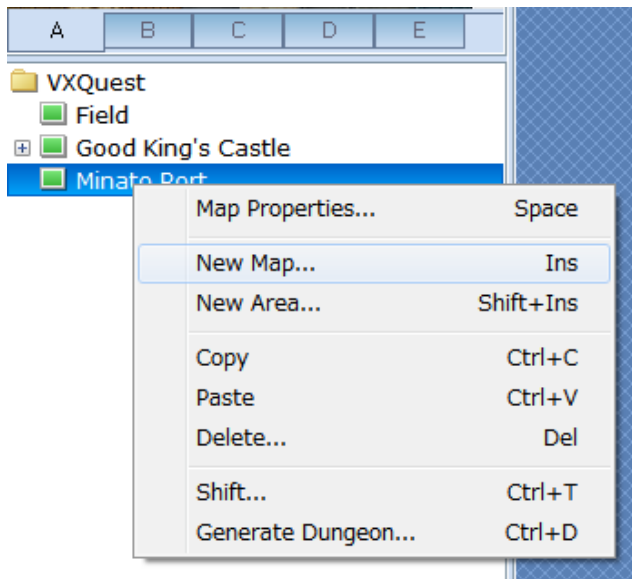 A B C D E
VXQuest
Field
Good King's Castle
Minato Port
Map Properties... Space
New Map... Ins
New Area... Shift+Ins
Copy Ctrl+C
Paste Ctrl+V
Delete... Del
Shift... Ctrl+T
Generate Dungeon... Ctrl+D